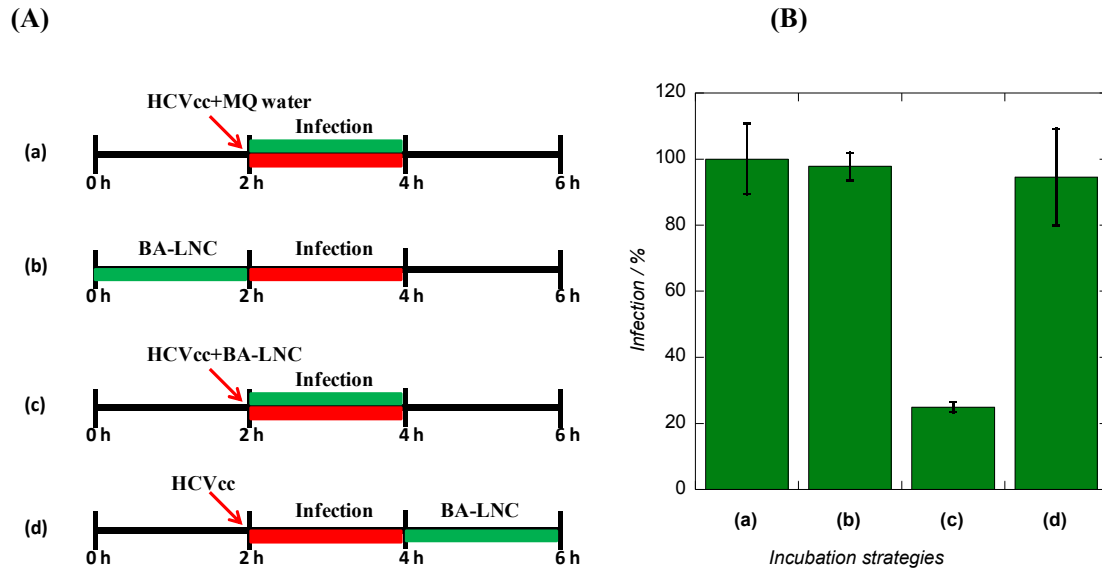 (A)
(B)
HCVcc+MQ water
Infection
(a)
0 h
2 h
4 h
6 h
BA-LNC
Infection
(b)
0 h
2 h
4 h
6 h
HCVcc+BA-LNC
Infection
(c)
0 h
2 h
4 h
6 h
HCVcc
Infection
BA-LNC
(d)
0 h
2 h
4 h
6 h
Infection / %
120
100
80
60
40
20
0
(a)
(b)
(c)
(d)
Incubation strategies